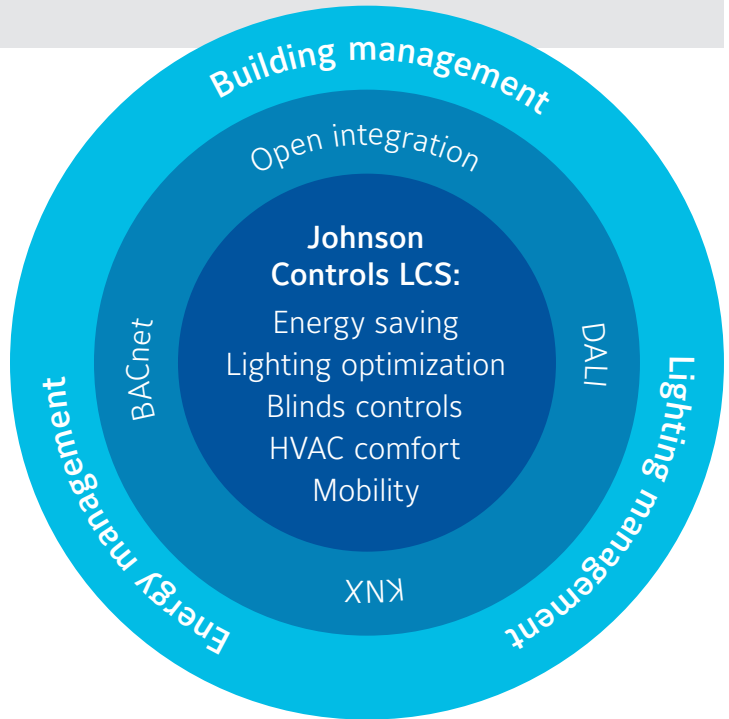 Building management
Open integration
Johnson
Controls LCS:
Energy saving
Lighting optimization
Blinds controls
HVAC comfort
Mobility
BACnet
DALI
KNX
Energy management
Lighting management